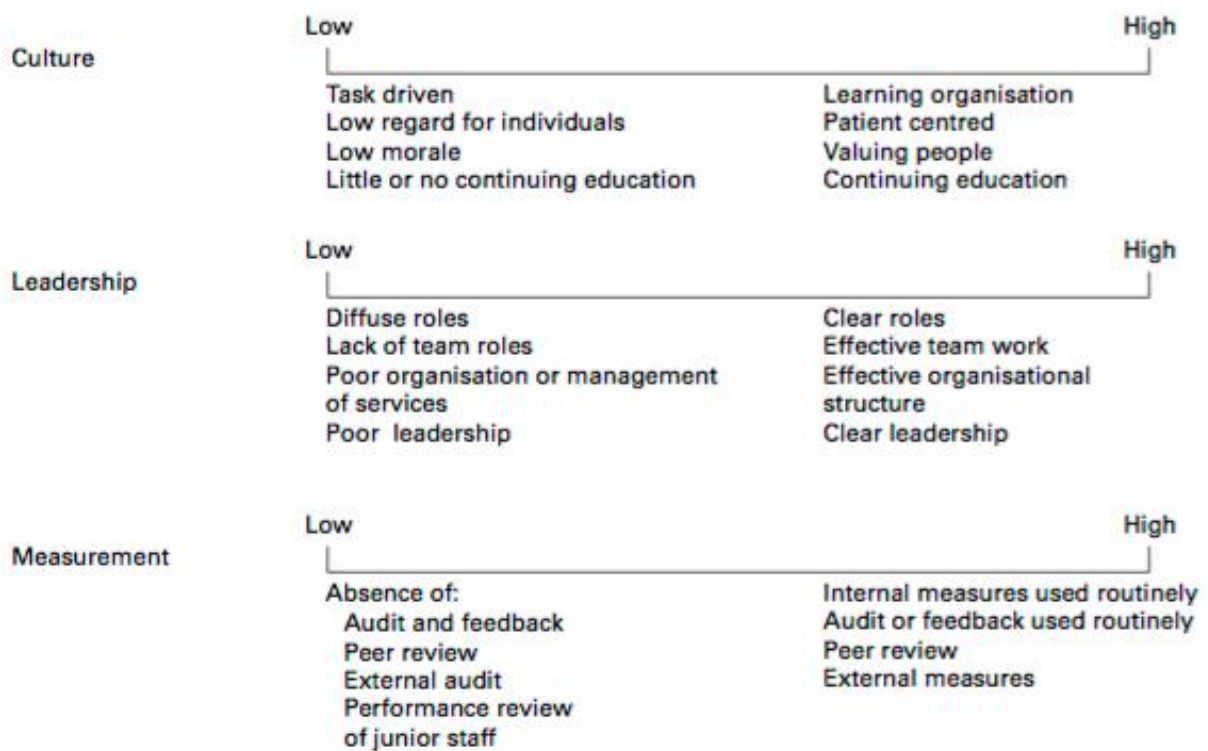 Low High
Culture
Task driven Learning organisation
Low regard for individuals Patient centred
Low morale Valuing people
Little or no continuing education Continuing education
Low High
Leadership
Diffuse roles Clear roles
Lack of team roles Effective team work
Poor organisation or management Effective organisational
of services structure
Poor leadership Clear leadership
Low High
Measurement
Absence of: Internal measures used routinely
Audit and feedback Audit or feedback used routinely
Peer review Peer review
External audit External measures
Performance review
of junior staff